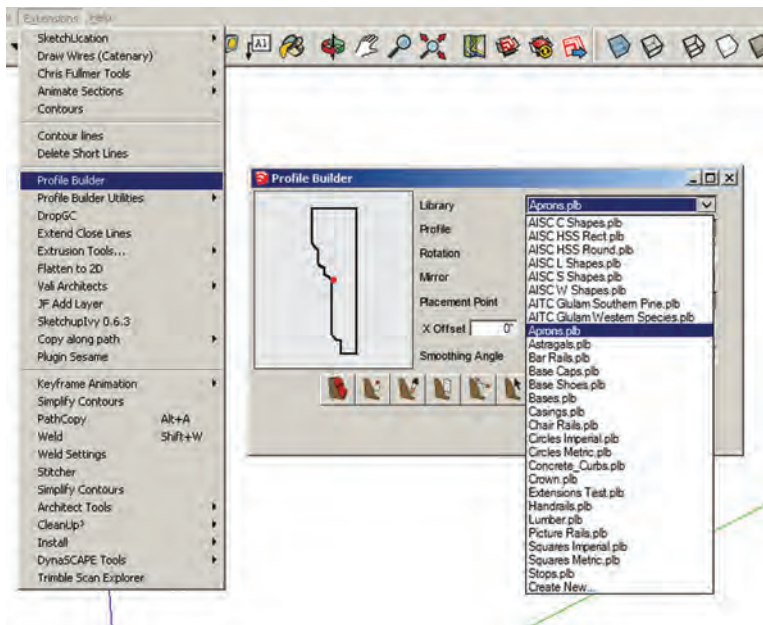 Extensions Help
SketchUcation
Draw Wires (Catenary)
Chris Fullmer Tools
Animate Sections
Contours
Contour lines
Delete Short Lines
Profile Builder
Profile Builder Utilities
DropGC
Extend Close Lines
Extrusion Tools...
Flatten to 2D
Vali Architects
JF Add Layer
SketchupIvy 0.6.3
Copy along path
Plugin Sesame
Keyframe Animation
Simplify Contours
PathCopy Alt+A
Weld Shift+W
Weld Settings
Stitcher
Simplify Contours
Architect Tools
CleanUp³
Install
DynaSCAPE Tools
Trimble Scan Explorer
A1
Profile Builder
Library Aprons.plb
Profile
Rotation
Mirror
Placement Point
X Offset 0"
Smoothing Angle
AISC C Shapes.plb
AISC HSS Rect.plb
AISC HSS Round.plb
AISC L Shapes.plb
AISC S Shapes.plb
AISC W Shapes.plb
AITC Glulam Southern Pine.plb
AITC Glulam Western Species.plb
Aprons.plb
Astragals.plb
Bar Rails.plb
Base Caps.plb
Base Shoes.plb
Bases.plb
Casings.plb
Chair Rails.plb
Circles Imperial.plb
Circles Metric.plb
Concrete_Curbs.plb
Crown.plb
Extensions Test.plb
Handrails.plb
Lumber.plb
Picture Rails.plb
Squares Imperial.plb
Squares Metric.plb
Stops.plb
Create New...